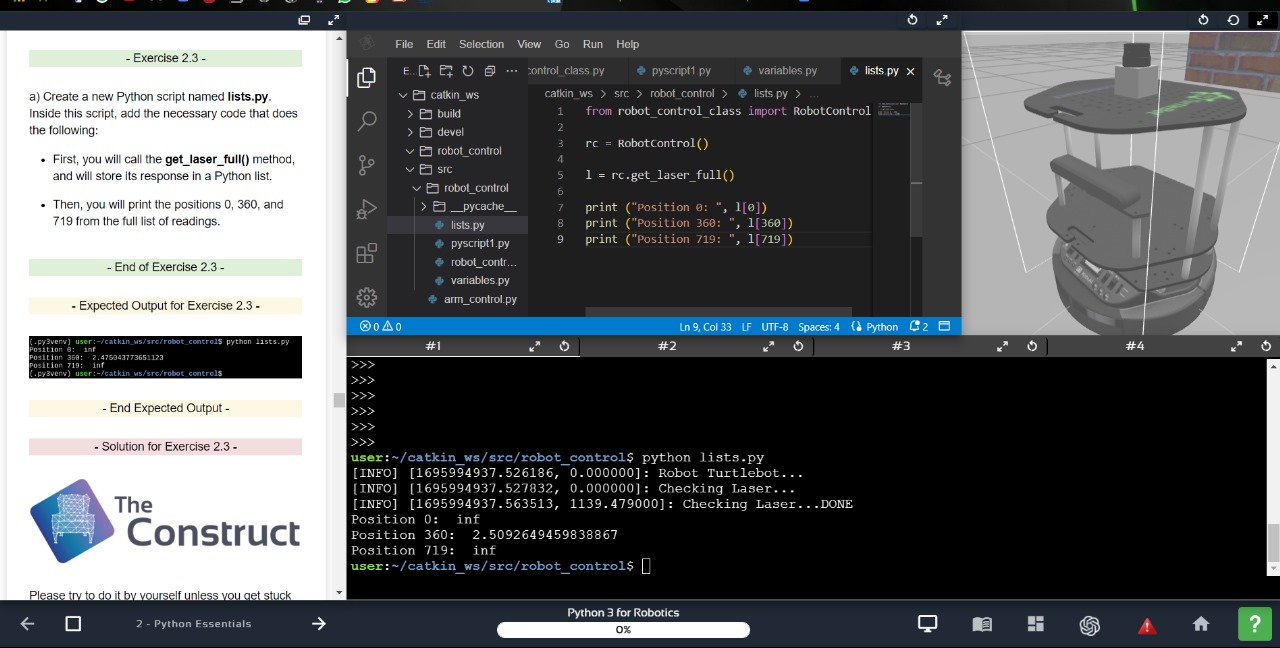 - Exercise 2.3 -
a) Create a new Python script named lists.py.
Inside this script, add the necessary code that does
the following:
• First, you will call the get_laser_full() method,
and will store its response in a Python list.
• Then, you will print the positions 0, 360, and
719 from the full list of readings.
- End of Exercise 2.3 -
- Expected Output for Exercise 2.3 -
(.py3venv) user:~/catkin_ws/src/robot_control$ python lists.py
Position 0:  inf
Position 360:  2.475043773651123
Position 719:  inf
(.py3venv) user:~/catkin_ws/src/robot_control$
- End Expected Output -
- Solution for Exercise 2.3 -
The
Construct
Please try to do it by yourself unless you get stuck
File Edit Selection View Go Run Help
E...
catkin_ws
build
devel
robot_control
src
robot_control
__pycache__
lists.py
pyscript1.py
robot_contr...
variables.py
arm_control.py
control_class.py pyscript1.py variables.py lists.py
catkin_ws > src > robot_control > lists.py > ...
1 from robot_control_class import RobotControl
2
3 rc = RobotControl()
4
5 l = rc.get_laser_full()
6
7 print ("Position 0: ", l[0])
8 print ("Position 360: ", l[360])
9 print ("Position 719: ", l[719])
0 0 Ln 9, Col 33 LF UTF-8 Spaces: 4 Python 2
#1 #2 #3 #4
>>>
>>>
>>>
>>>
>>>
>>>
user:~/catkin_ws/src/robot_control$ python lists.py
[INFO] [1695994937.526186, 0.000000]: Robot Turtlebot...
[INFO] [1695994937.527832, 0.000000]: Checking Laser...
[INFO] [1695994937.563513, 1139.479000]: Checking Laser...DONE
Position 0:  inf
Position 360:  2.5092649459838867
Position 719:  inf
user:~/catkin_ws/src/robot_control$
2 - Python Essentials
Python 3 for Robotics
0%
?